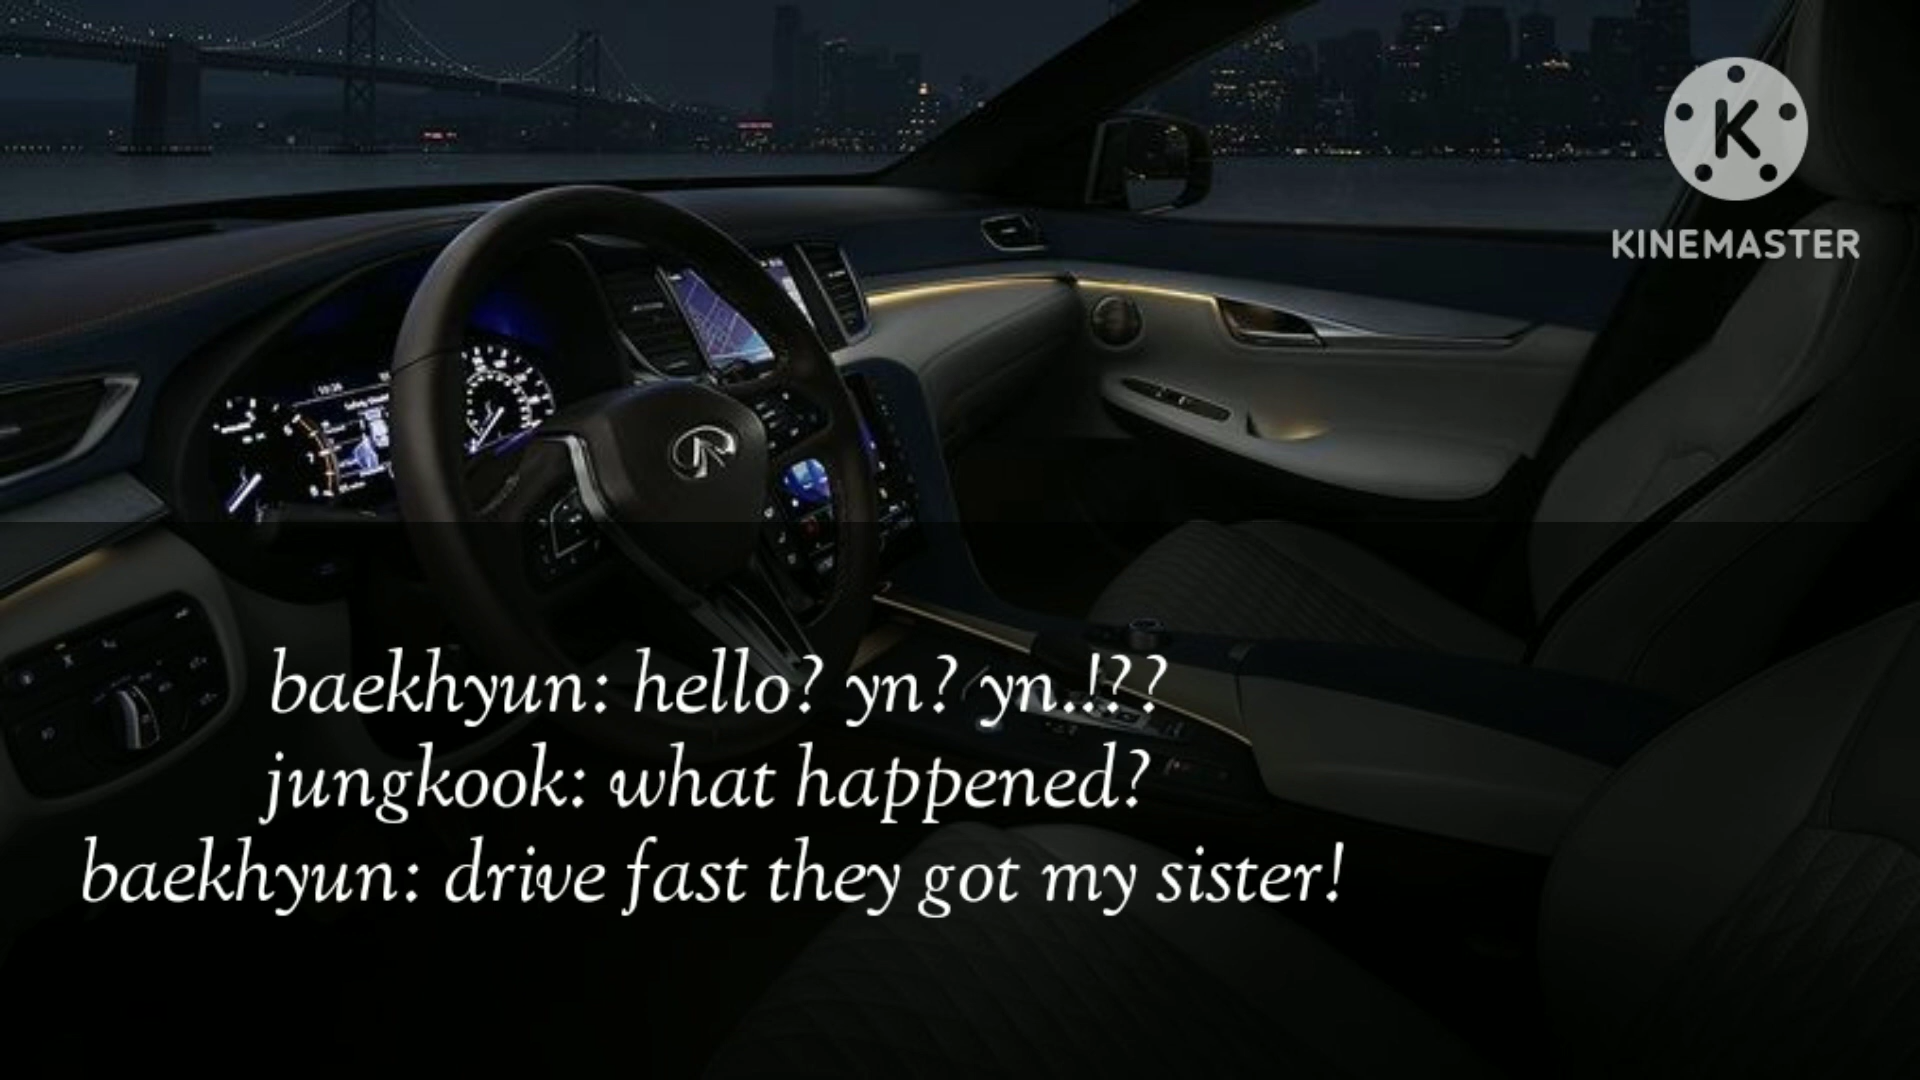 K
KINEMASTER
baekhyun: hello? yn? yn..!??
jungkook: what happened?
baekhyun: drive fast they got my sister!